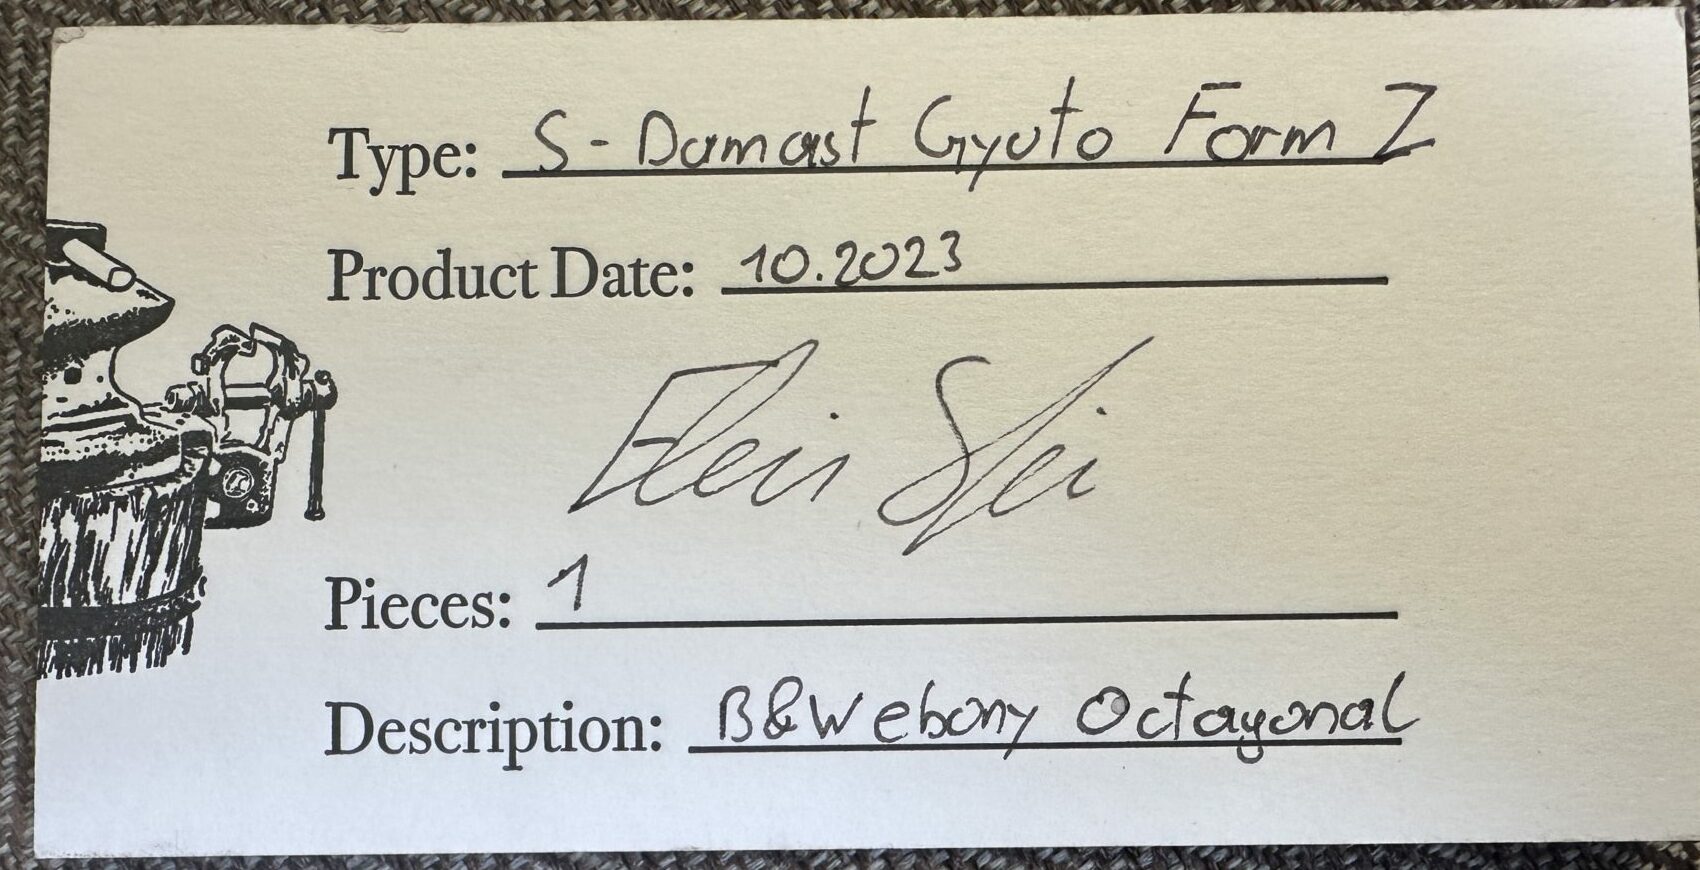 Type: S-Damast Gyuto Form Z
Product Date: 10.2023
Pieces: 1
Description: B&W ebony Octagonal